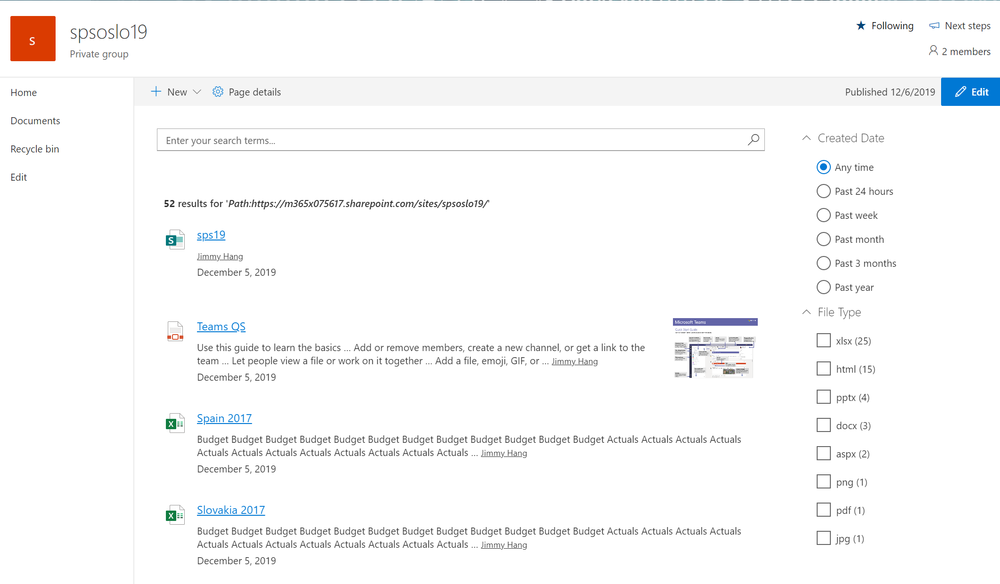 S
spsoslo19
Private group
Following
Next steps
2 members
Home
Documents
Recycle bin
Edit
New
Page details
Published 12/6/2019
Edit
Enter your search terms...
52 results for 'Path:https://m365x075617.sharepoint.com/sites/spsoslo19/'
S
sps19
Jimmy Hang
December 5, 2019
Teams QS
Use this guide to learn the basics ... Add or remove members, create a new channel, or get a link to the
team ... Let people view a file or work on it together ... Add a file, emoji, GIF, or ... Jimmy Hang
December 5, 2019
Microsoft Teams
Quick Start Guide
X
Spain 2017
Budget Budget Budget Budget Budget Budget Budget Budget Budget Budget Budget Budget Actuals Actuals Actuals Actuals
Actuals Actuals Actuals Actuals Actuals Actuals Actuals Actuals ... Jimmy Hang
December 5, 2019
X
Slovakia 2017
Budget Budget Budget Budget Budget Budget Budget Budget Budget Budget Budget Budget Actuals Actuals Actuals Actuals
Actuals Actuals Actuals Actuals Actuals Actuals Actuals Actuals ... Jimmy Hang
December 5, 2019
Created Date
Any time
Past 24 hours
Past week
Past month
Past 3 months
Past year
File Type
xlsx (25)
html (15)
pptx (4)
docx (3)
aspx (2)
png (1)
pdf (1)
jpg (1)